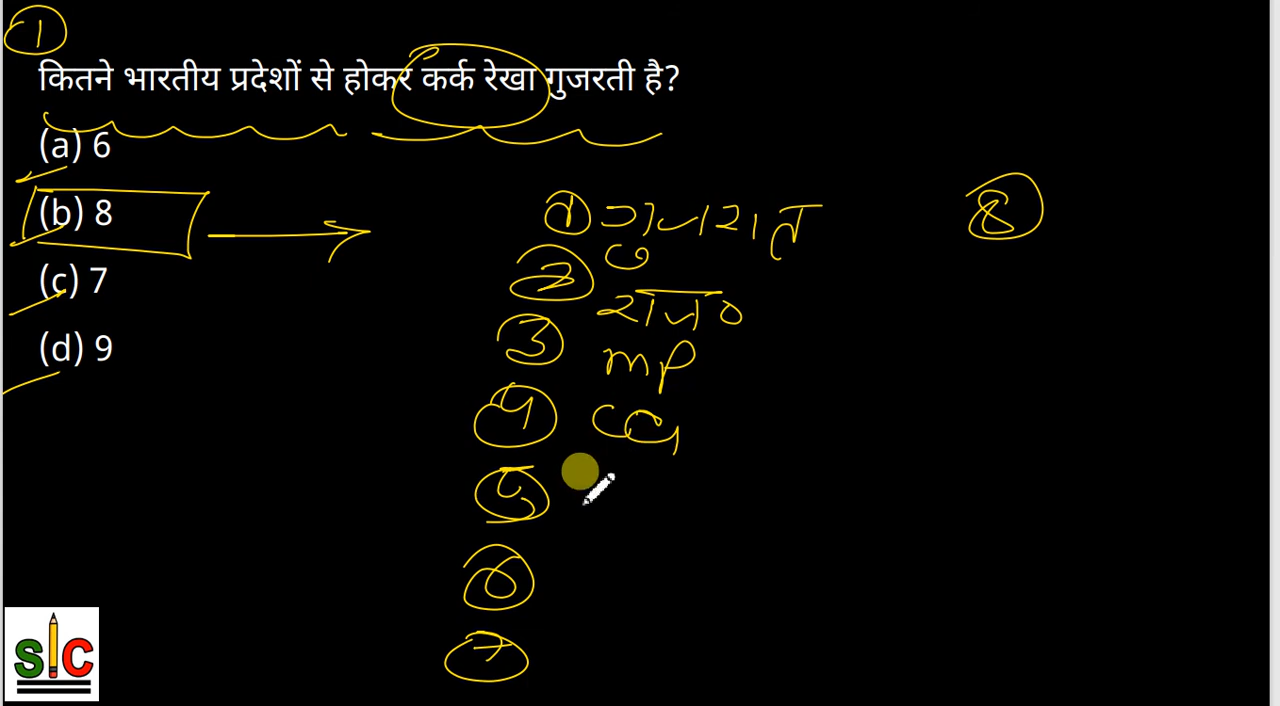 1
कितने भारतीय प्रदेशों से होकर कर्क रेखा गुजरती है?
(a) 6
(b) 8
(c) 7
(d) 9
8
1 गुजरात
2 राज०
3 MP
4 CG
5
6
7
SIC